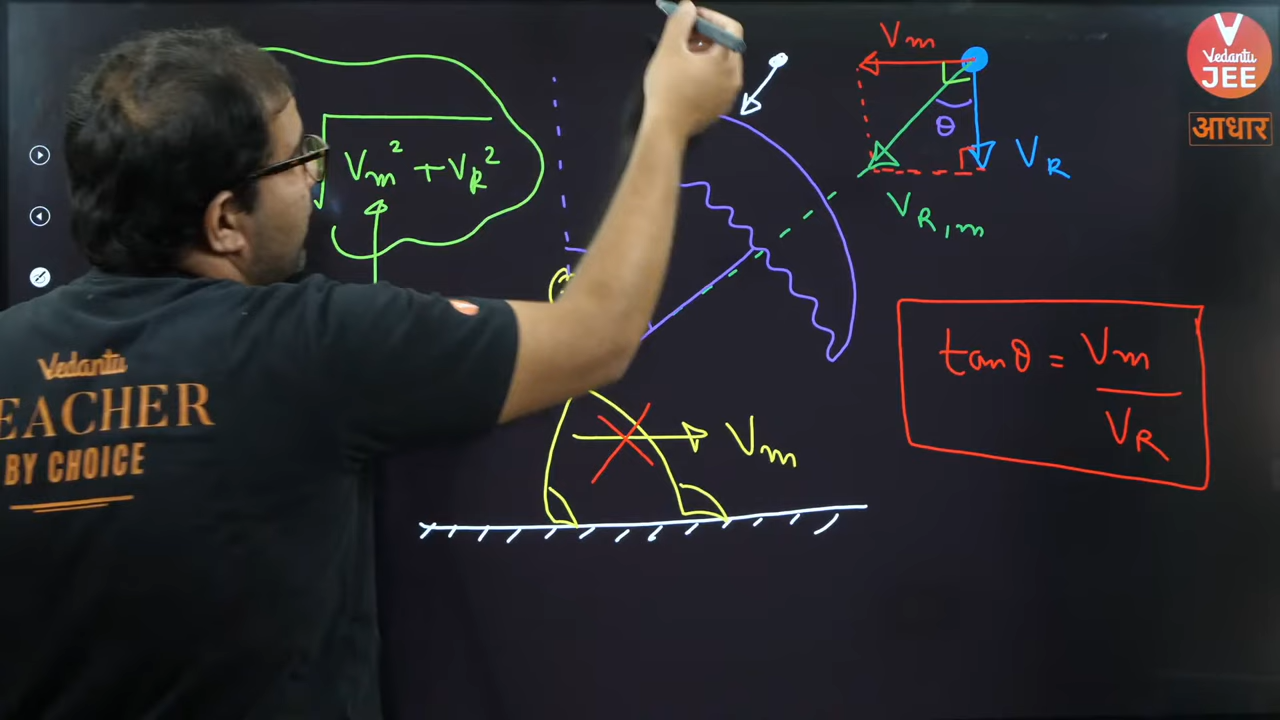 √Vm² + VR²
Vm
θ
VR
VR,m
tanθ = Vm / VR
Vm
Vedantu
JEE
आधार
Vedantu
EACHER
BY CHOICE